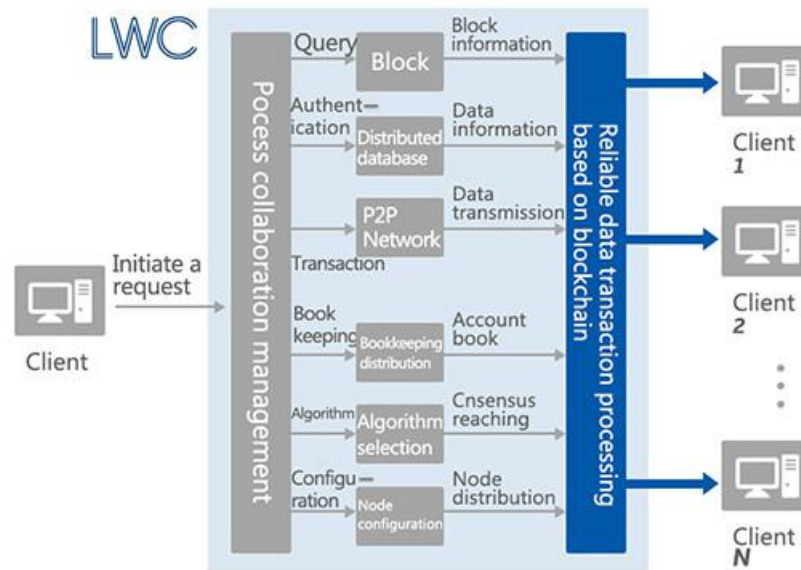 LWC
Client
Initiate a
request
Pocess collaboration management
Query
Block
Block
information
Authent-
ication
Distributed
database
Data
information
P2P
Network
Data
transmission
Transaction
Book
keeping
Bookkeeping
distribution
Account
book
Algorithm
Algorithm
selection
Cnsensus
reaching
Configu-
ration
Node
configuration
Node
distribution
Reliable data transaction processing
based on blockchain
Client
1
Client
2
Client
N